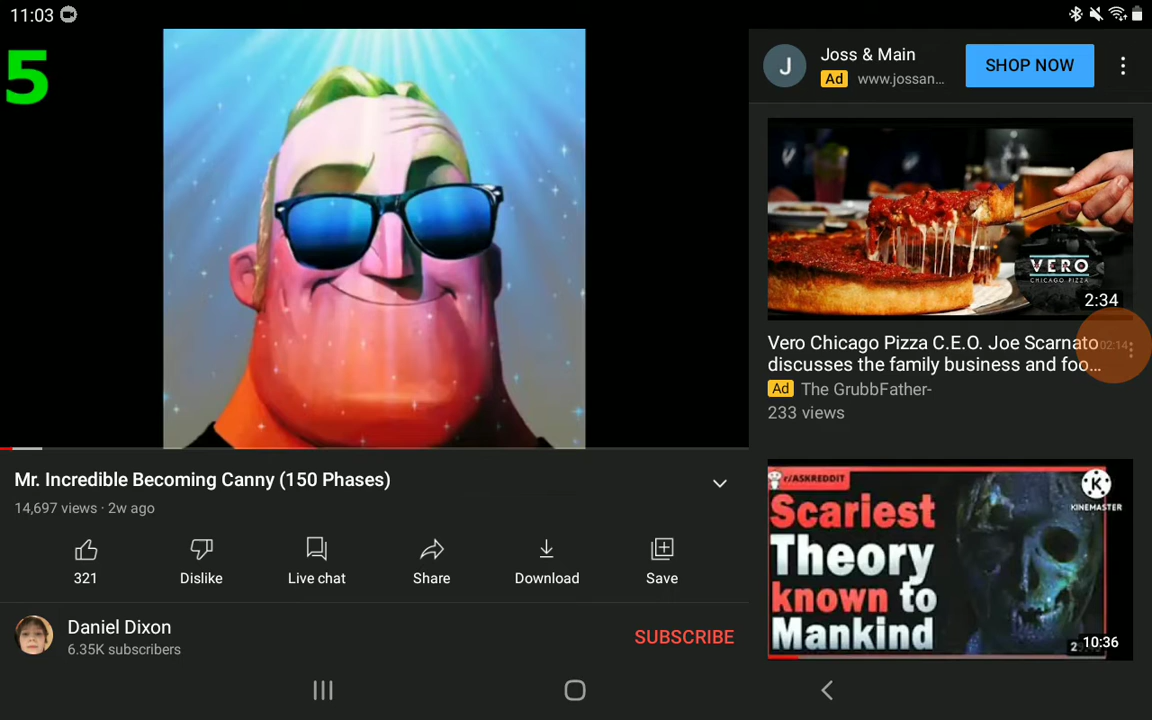 11:03
5
Joss & Main
Ad www.jossan...
SHOP NOW
J
VERO
CHICAGO PIZZA
2:34
Vero Chicago Pizza C.E.O. Joe Scarnato
discusses the family business and foo...
02:14
Ad The GrubbFather-
233 views
Mr. Incredible Becoming Canny (150 Phases)
14,697 views · 2w ago
321
Dislike
Live chat
Share
Download
Save
Daniel Dixon
6.35K subscribers
SUBSCRIBE
r/ASKREDDIT
K
KINEMASTER
Scariest
Theory
known to
Mankind
10:36